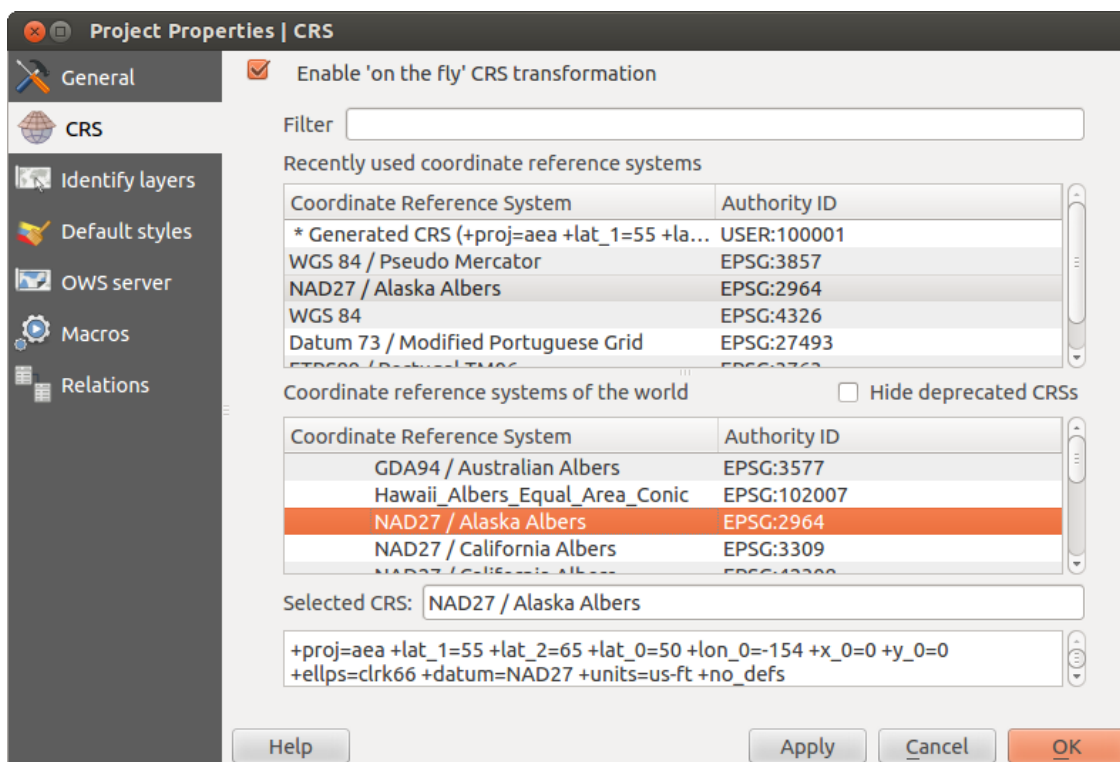 Project Properties | CRS
General
CRS
Identify layers
Default styles
OWS server
Macros
Relations
Enable 'on the fly' CRS transformation
Filter
Recently used coordinate reference systems
Coordinate Reference System Authority ID
* Generated CRS (+proj=aea +lat_1=55 +la... USER:100001
WGS 84 / Pseudo Mercator EPSG:3857
NAD27 / Alaska Albers EPSG:2964
WGS 84 EPSG:4326
Datum 73 / Modified Portuguese Grid EPSG:27493
Coordinate reference systems of the world Hide deprecated CRSs
Coordinate Reference System Authority ID
GDA94 / Australian Albers EPSG:3577
Hawaii_Albers_Equal_Area_Conic EPSG:102007
NAD27 / Alaska Albers EPSG:2964
NAD27 / California Albers EPSG:3309
Selected CRS: NAD27 / Alaska Albers
+proj=aea +lat_1=55 +lat_2=65 +lat_0=50 +lon_0=-154 +x_0=0 +y_0=0
+ellps=clrk66 +datum=NAD27 +units=us-ft +no_defs
Help Apply Cancel OK